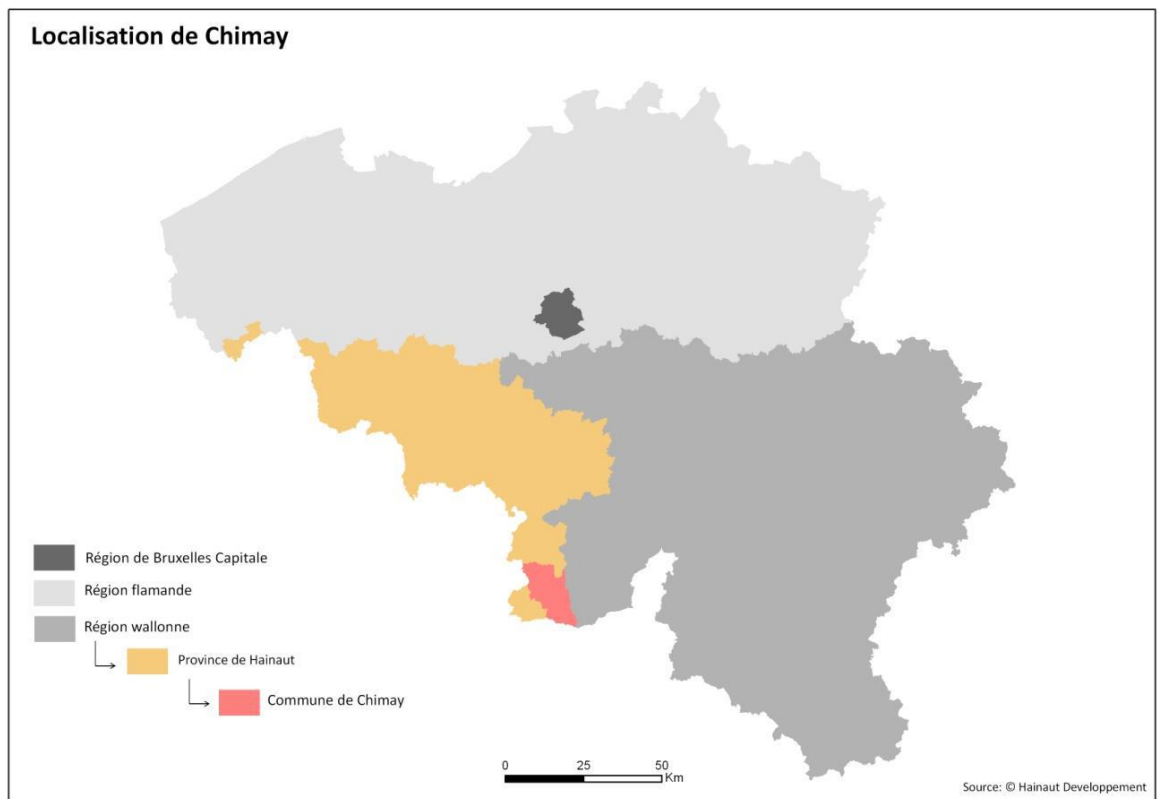 Localisation de Chimay
Région de Bruxelles Capitale
Région flamande
Région wallonne
Province de Hainaut
Commune de Chimay
0 25 50
Km
Source: © Hainaut Developpement